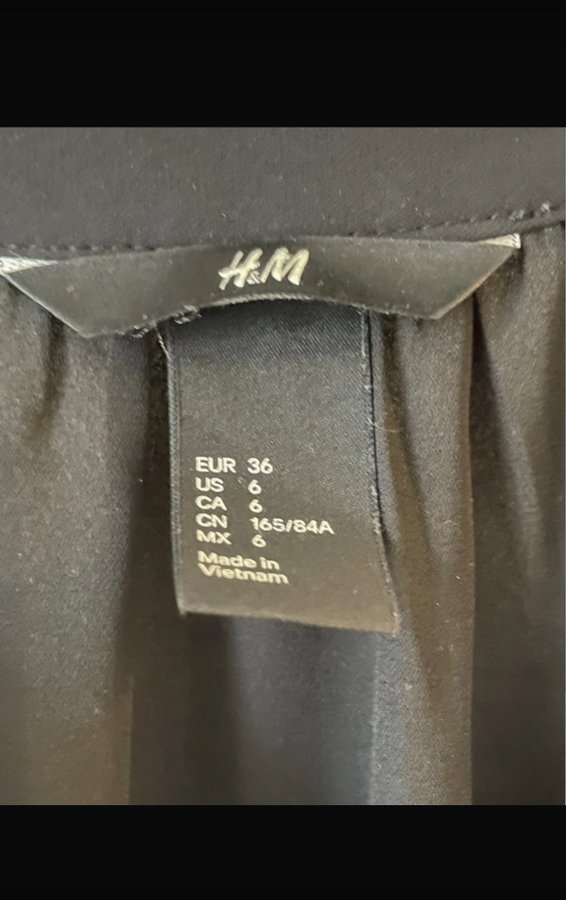 H&M
EUR 36
US 6
CA 6
CN 165/84A
MX 6
Made in
Vietnam